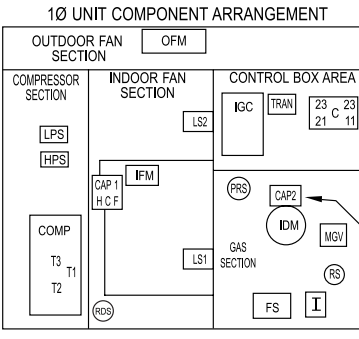 1Ø UNIT COMPONENT ARRANGEMENT
OUTDOOR FAN
SECTION
OFM
COMPRESSOR
SECTION
LPS
HPS
COMP
T3
T1
T2
INDOOR FAN
SECTION
LS2
IFM
CAP 1
H C F
LS1
RDS
CONTROL BOX AREA
IGC
TRAN
23 C 23
21 11
PRS
CAP2
IDM
MGV
GAS
SECTION
RS
FS
I